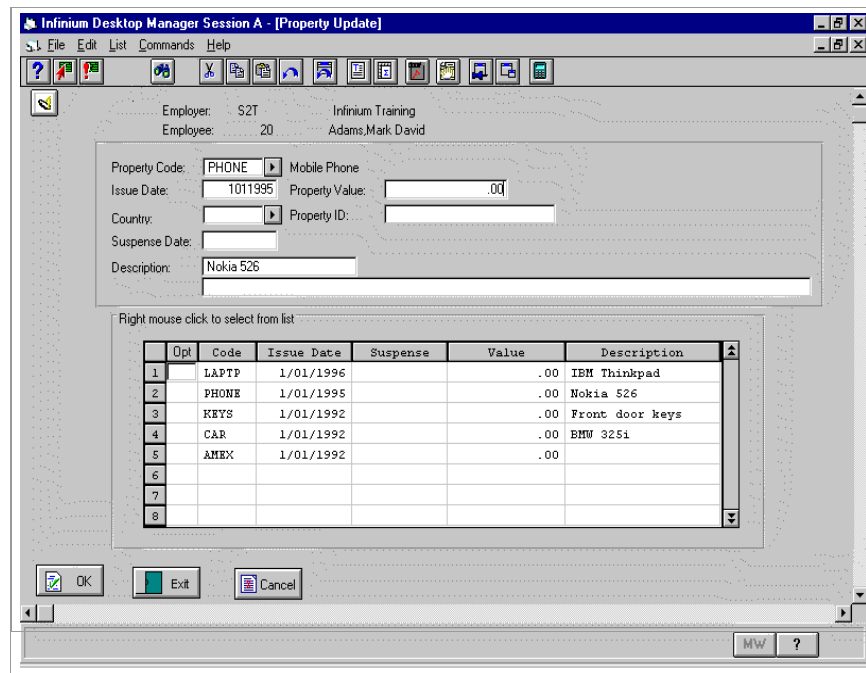 Infinium Desktop Manager Session A - [Property Update]
File Edit List Commands Help
Employer: S2T Infinium Training
Employee: 20 Adams,Mark David
Property Code: PHONE Mobile Phone
Issue Date: 1011995 Property Value: .00
Country: Property ID:
Suspense Date:
Description: Nokia 526
Right mouse click to select from list
Opt Code Issue Date Suspense Value Description
1 LAPTP 1/01/1996 .00 IBM Thinkpad
2 PHONE 1/01/1995 .00 Nokia 526
3 KEYS 1/01/1992 .00 Front door keys
4 CAR 1/01/1992 .00 BMW 325i
5 AMEX 1/01/1992 .00
6
7
8
OK Exit Cancel
MW ?